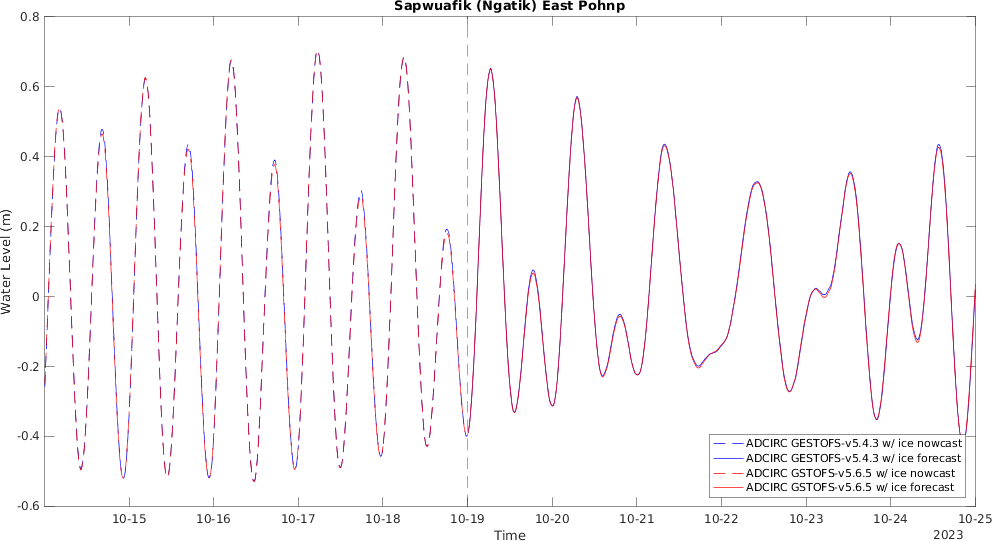 Sapwuafik (Ngatik) East Pohnp
Water Level (m)
0.8
0.6
0.4
0.2
0
-0.2
-0.4
-0.6
10-15 10-16 10-17 10-18 10-19 10-20 10-21 10-22 10-23 10-24 10-25
Time
2023
ADCIRC GESTOFS-v5.4.3 w/ ice nowcast
ADCIRC GESTOFS-v5.4.3 w/ ice forecast
ADCIRC GSTOFS-v5.6.5 w/ ice nowcast
ADCIRC GSTOFS-v5.6.5 w/ ice forecast